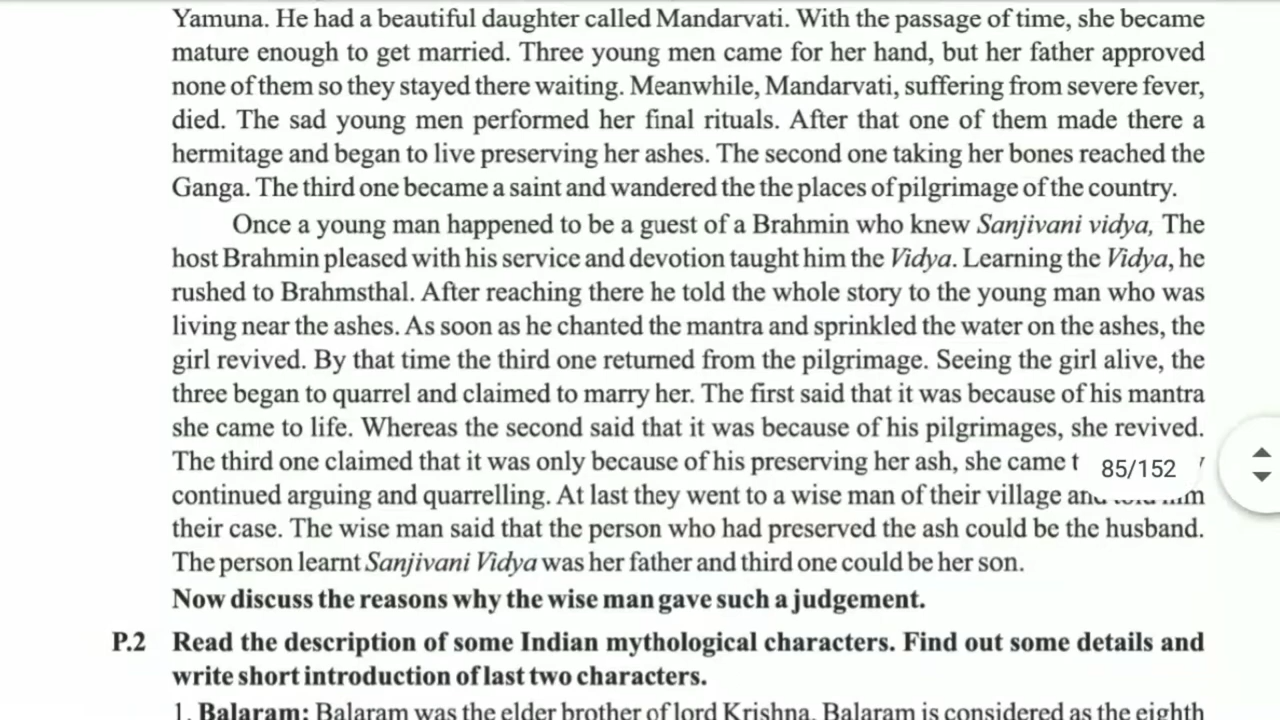 Yamuna. He had a beautiful daughter called Mandarvati. With the passage of time, she became
mature enough to get married. Three young men came for her hand, but her father approved
none of them so they stayed there waiting. Meanwhile, Mandarvati, suffering from severe fever,
died. The sad young men performed her final rituals. After that one of them made there a
hermitage and began to live preserving her ashes. The second one taking her bones reached the
Ganga. The third one became a saint and wandered the the places of pilgrimage of the country.
Once a young man happened to be a guest of a Brahmin who knew Sanjivani vidya, The
host Brahmin pleased with his service and devotion taught him the Vidya. Learning the Vidya, he
rushed to Brahmsthal. After reaching there he told the whole story to the young man who was
living near the ashes. As soon as he chanted the mantra and sprinkled the water on the ashes, the
girl revived. By that time the third one returned from the pilgrimage. Seeing the girl alive, the
three began to quarrel and claimed to marry her. The first said that it was because of his mantra
she came to life. Whereas the second said that it was because of his pilgrimages, she revived.
The third one claimed that it was only because of his preserving her ash, she came
85/152
continued arguing and quarrelling. At last they went to a wise man of their village
their case. The wise man said that the person who had preserved the ash could be the husband.
The person learnt Sanjivani Vidya was her father and third one could be her son.
Now discuss the reasons why the wise man gave such a judgement.
P.2 Read the description of some Indian mythological characters. Find out some details and
write short introduction of last two characters.
1. Balaram: Balaram was the elder brother of lord Krishna. Balaram is considered as the eighth